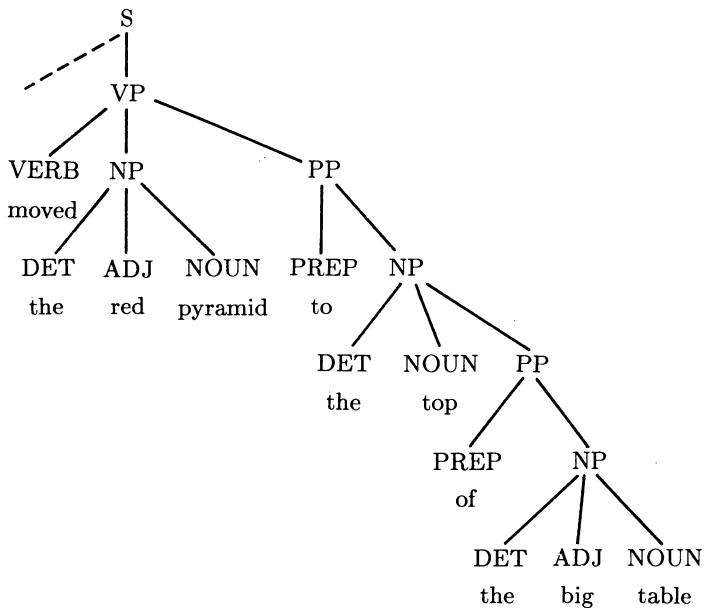 S
VP
VERB NP PP
moved
DET ADJ NOUN PREP NP
the red pyramid to
DET NOUN PP
the top
PREP NP
of
DET ADJ NOUN
the big table